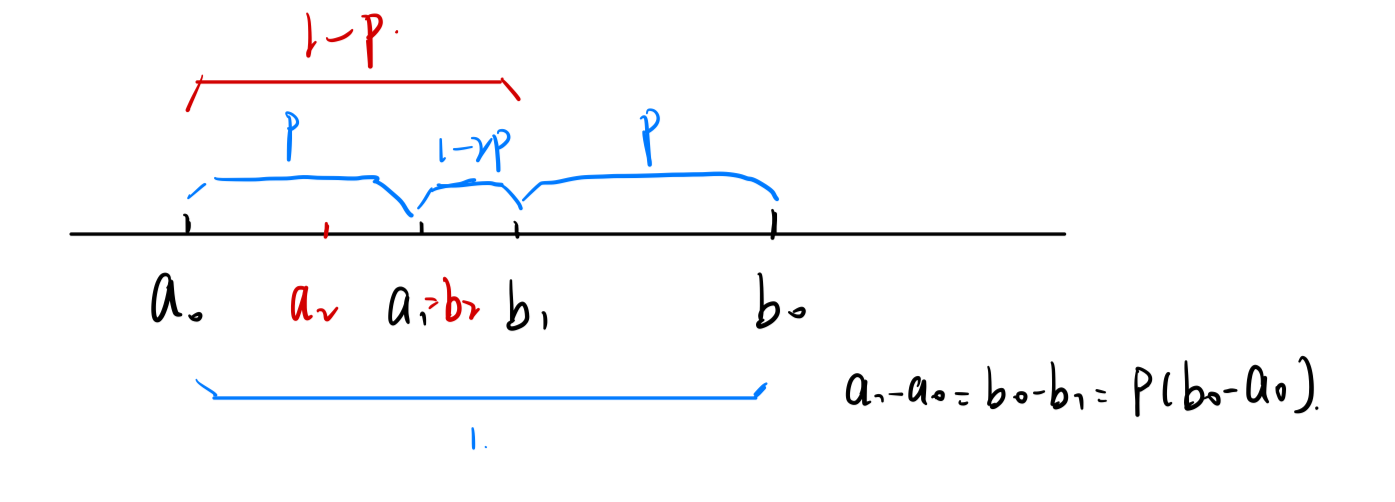 1-p.
p 1-2p p
a₀ a₂ a₁=b₂ b₁ b₀
a₁-a₀=b₀-b₁=p(b₀-a₀).
1.